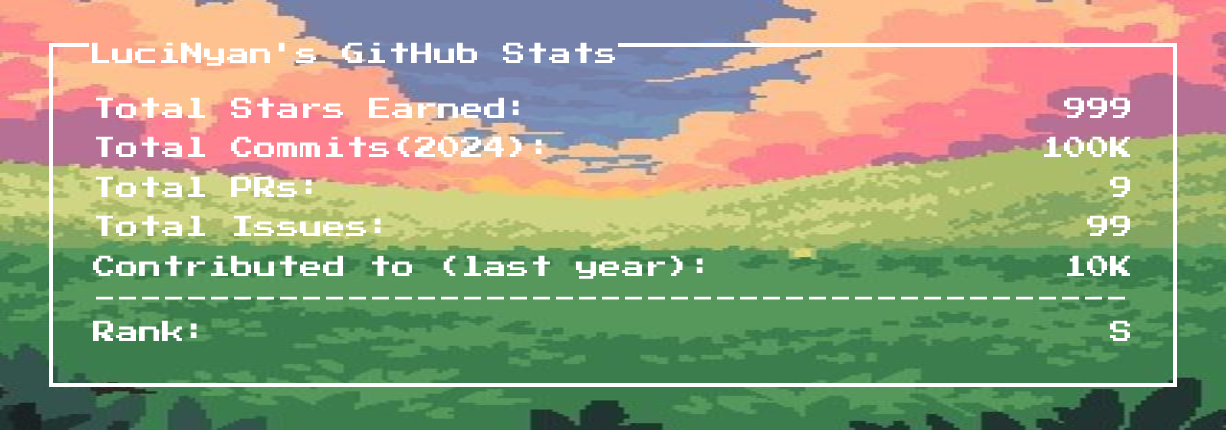 LuciNyan's GitHub Stats
Total Stars Earned: 999
Total Commits(2024): 100K
Total PRs: 9
Total Issues: 99
Contributed to (last year): 10K
Rank: S